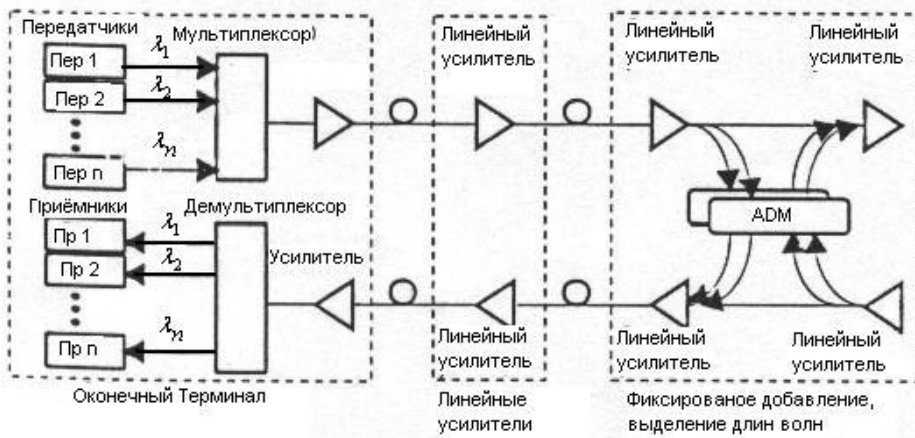 Передатчики
Мультиплексор)
Пер 1
λ1
Пер 2
λ2
Пер n
λn
Приёмники
Демультиплексор
Пр 1
λ1
Пр 2
λ2
Усилитель
Пр n
λn
Оконечный Терминал
Линейный
усилитель
Линейный
усилитель
Линейные
усилители
Линейный
усилитель
Линейный
усилитель
ADM
Линейный
усилитель
Линейный
усилитель
Фиксированое добавление,
выделение длин волн